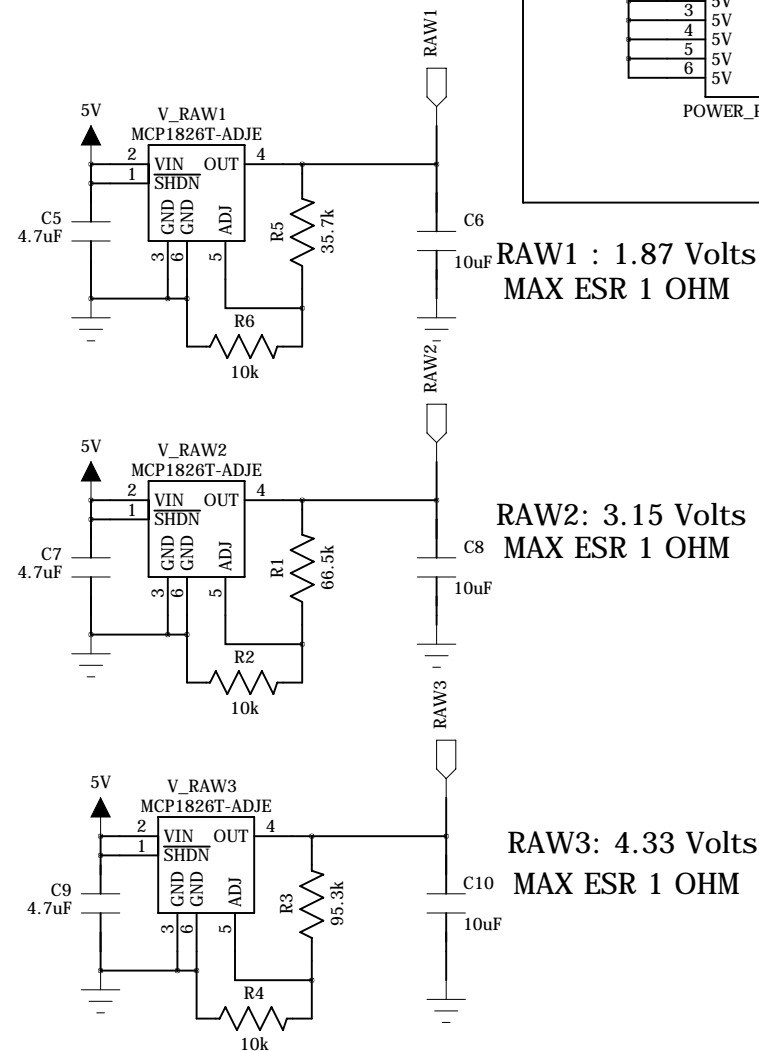 RAW1
5V
3 5V
4 5V
5 5V
6 5V
5V
V_RAW1
MCP1826T-ADJE
2 VIN OUT 4
1 SHDN
GND GND ADJ
3 6 5
C5
4.7uF
R5
35.7k
C6
10uF
R6
10k
RAW1 : 1.87 Volts
MAX ESR 1 OHM
RAW2
5V
V_RAW2
MCP1826T-ADJE
2 VIN OUT 4
1 SHDN
GND GND ADJ
3 6 5
C7
4.7uF
R1
66.5k
C8
10uF
R2
10k
RAW2: 3.15 Volts
MAX ESR 1 OHM
RAW3
5V
V_RAW3
MCP1826T-ADJE
2 VIN OUT 4
1 SHDN
GND GND ADJ
3 6 5
C9
4.7uF
R3
95.3k
C10
10uF
R4
10k
RAW3: 4.33 Volts
MAX ESR 1 OHM